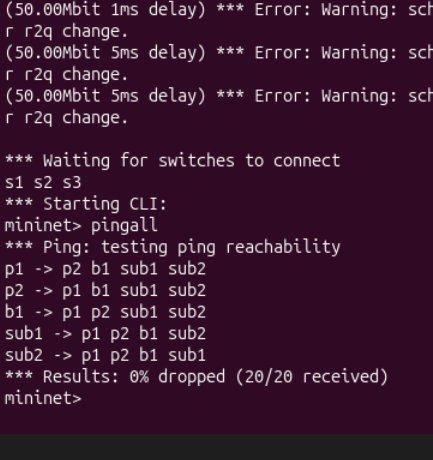 (50.00Mbit 1ms delay) *** Error: Warning: sch
r r2q change.
(50.00Mbit 5ms delay) *** Error: Warning: sch
r r2q change.
(50.00Mbit 5ms delay) *** Error: Warning: sch
r r2q change.
*** Waiting for switches to connect
s1 s2 s3
*** Starting CLI:
mininet> pingall
*** Ping: testing ping reachability
p1 -> p2 b1 sub1 sub2
p2 -> p1 b1 sub1 sub2
b1 -> p1 p2 sub1 sub2
sub1 -> p1 p2 b1 sub2
sub2 -> p1 p2 b1 sub1
*** Results: 0% dropped (20/20 received)
mininet>